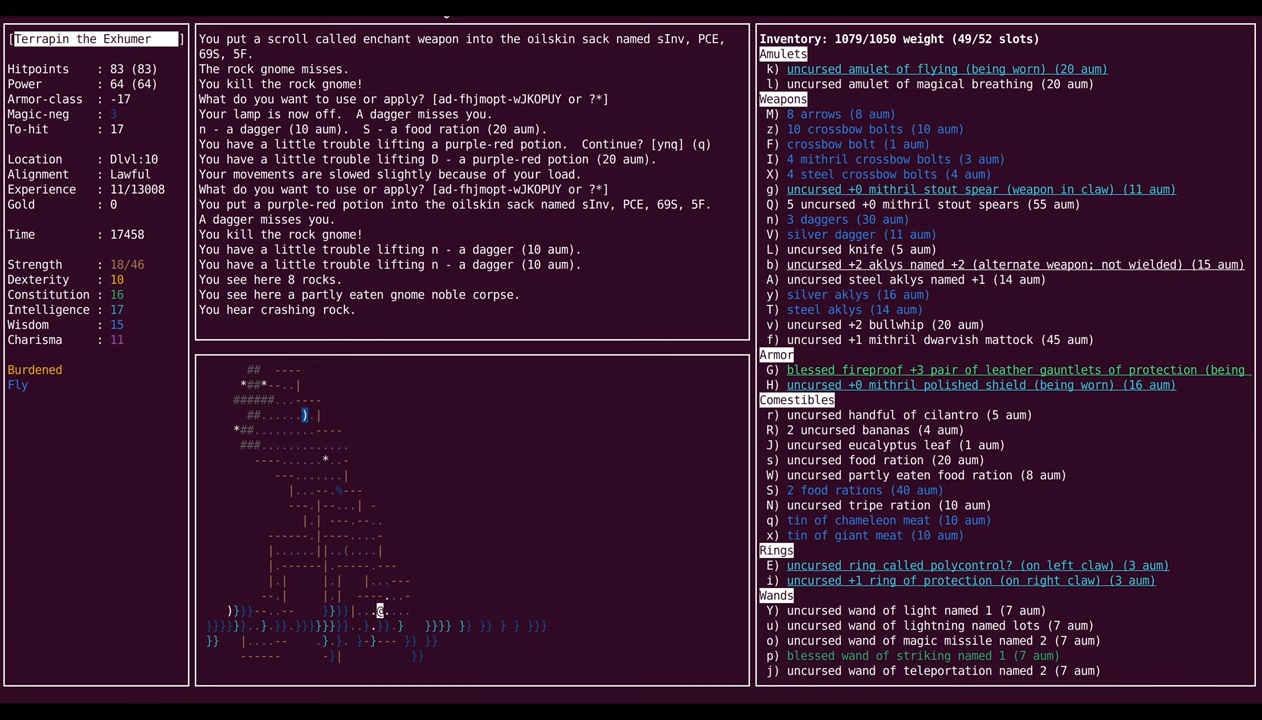 [Terrapin the Exhumer ]
Hitpoints : 83 (83)
Power : 64 (64)
Armor-class : -17
Magic-neg : 3
To-hit : 17
Location : Dlvl:10
Alignment : Lawful
Experience : 11/13008
Gold : 0
Time : 17458
Strength : 18/46
Dexterity : 10
Constitution : 16
Intelligence : 17
Wisdom : 15
Charisma : 11
Burdened
Fly
You put a scroll called enchant weapon into the oilskin sack named sInv, PCE,
69S, 5F.
The rock gnome misses.
You kill the rock gnome!
What do you want to use or apply? [ad-fhjmopt-wJKOPUY or ?*]
Your lamp is now off.  A dagger misses you.
n - a dagger (10 aum).  S - a food ration (20 aum).
You have a little trouble lifting a purple-red potion.  Continue? [ynq] (q)
You have a little trouble lifting D - a purple-red potion (20 aum).
Your movements are slowed slightly because of your load.
What do you want to use or apply? [ad-fhjmopt-wJKOPUY or ?*]
You put a purple-red potion into the oilskin sack named sInv, PCE, 69S, 5F.
A dagger misses you.
You kill the rock gnome!
You have a little trouble lifting n - a dagger (10 aum).
You have a little trouble lifting n - a dagger (10 aum).
You see here 8 rocks.
You see here a partly eaten gnome noble corpse.
You hear crashing rock.
Inventory: 1079/1050 weight (49/52 slots)
Amulets
k) uncursed amulet of flying (being worn) (20 aum)
l) uncursed amulet of magical breathing (20 aum)
Weapons
M) 8 arrows (8 aum)
z) 10 crossbow bolts (10 aum)
F) crossbow bolt (1 aum)
I) 4 mithril crossbow bolts (3 aum)
X) 4 steel crossbow bolts (4 aum)
g) uncursed +0 mithril stout spear (weapon in claw) (11 aum)
Q) 5 uncursed +0 mithril stout spears (55 aum)
n) 3 daggers (30 aum)
V) silver dagger (11 aum)
L) uncursed knife (5 aum)
b) uncursed +2 aklys named +2 (alternate weapon; not wielded) (15 aum)
A) uncursed steel aklys named +1 (14 aum)
y) silver aklys (16 aum)
T) steel aklys (14 aum)
v) uncursed +2 bullwhip (20 aum)
f) uncursed +1 mithril dwarvish mattock (45 aum)
Armor
G) blessed fireproof +3 pair of leather gauntlets of protection (being
H) uncursed +0 mithril polished shield (being worn) (16 aum)
Comestibles
r) uncursed handful of cilantro (5 aum)
R) 2 uncursed bananas (4 aum)
J) uncursed eucalyptus leaf (1 aum)
s) uncursed food ration (20 aum)
W) uncursed partly eaten food ration (8 aum)
S) 2 food rations (40 aum)
N) uncursed tripe ration (10 aum)
q) tin of chameleon meat (10 aum)
x) tin of giant meat (10 aum)
Rings
E) uncursed ring called polycontrol? (on left claw) (3 aum)
i) uncursed +1 ring of protection (on right claw) (3 aum)
Wands
Y) uncursed wand of light named 1 (7 aum)
u) uncursed wand of lightning named lots (7 aum)
o) uncursed wand of magic missile named 2 (7 aum)
p) blessed wand of striking named 1 (7 aum)
j) uncursed wand of teleportation named 2 (7 aum)